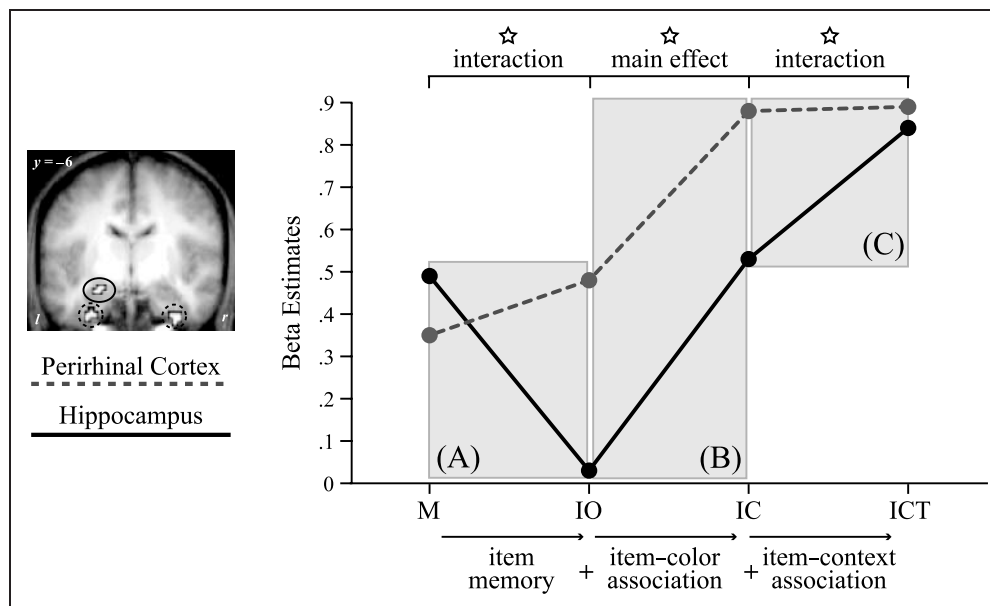 ☆ ☆ ☆
interaction main effect interaction
y = –6
l r
Perirhinal Cortex
Hippocampus
Beta Estimates
.9
.8
.7
.6
.5
.4
.3
.2
.1
0
(A)
(B)
(C)
M IO IC ICT
item + item–color + item–context
memory association association